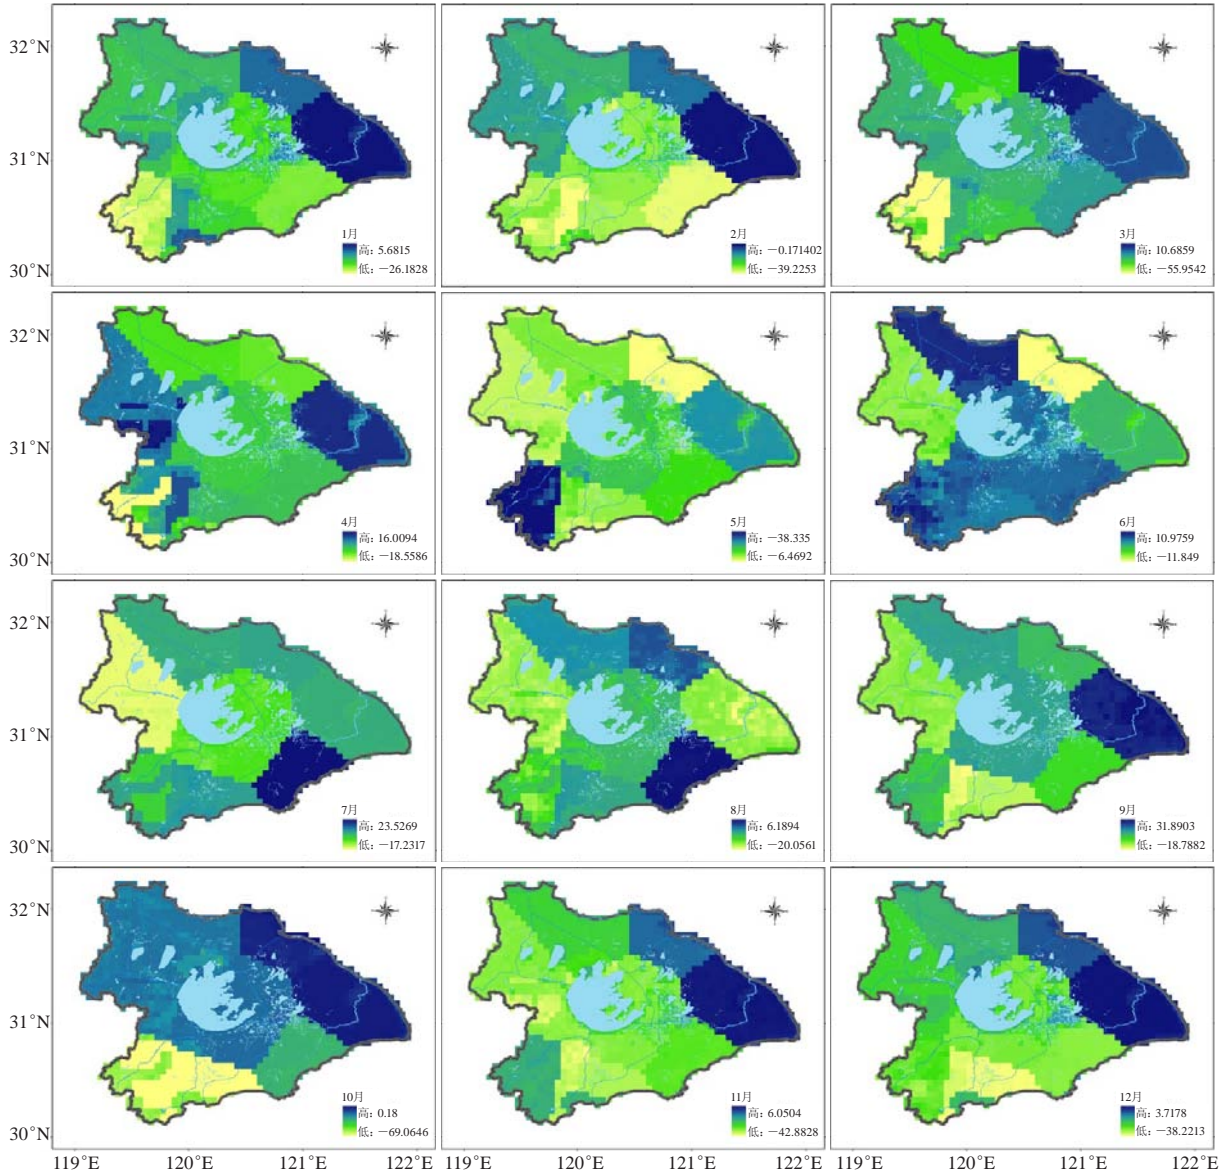 32°N
31°N
30°N
1月
高：5.6815
低：−26.1828
2月
高：−0.171402
低：−39.2253
3月
高：10.6859
低：−55.9542
32°N
31°N
30°N
4月
高：16.0094
低：−18.5586
5月
高：−38.335
低：−6.4692
6月
高：10.9759
低：−11.849
32°N
31°N
30°N
7月
高：23.5269
低：−17.2317
8月
高：6.1894
低：−20.0561
9月
高：31.8903
低：−18.7882
32°N
31°N
30°N
10月
高：0.18
低：−69.0646
11月
高：6.0504
低：−42.8828
12月
高：3.7178
低：−38.2213
119°E 120°E 121°E 122°E 119°E 120°E 121°E 122°E 119°E 120°E 121°E 122°E